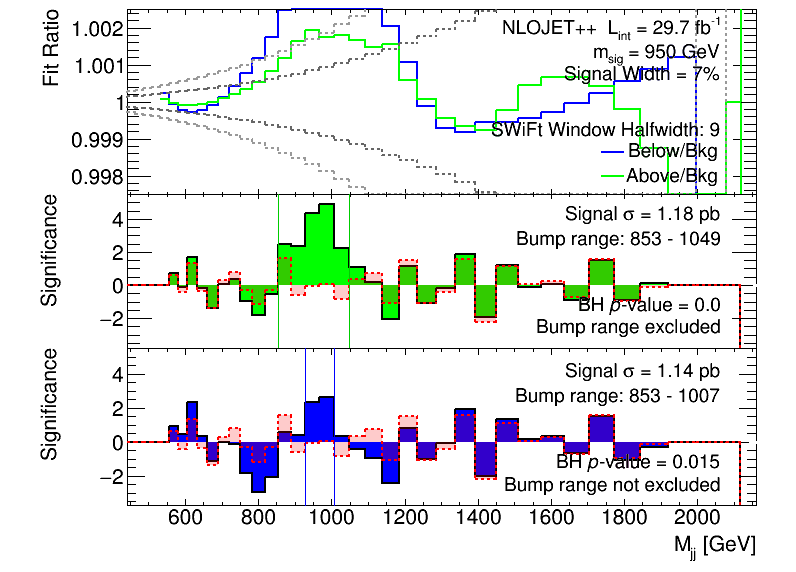 Fit Ratio
1.002
1.001
1
0.999
0.998
NLOJET++ Lint = 29.7 fb-1
msig = 950 GeV
Signal Width = 7%
SWiFt Window Halfwidth: 9
Below/Bkg
Above/Bkg
Significance
4
2
0
−2
Signal σ = 1.18 pb
Bump range: 853 - 1049
BH p-value = 0.0
Bump range excluded
Significance
4
2
0
−2
Signal σ = 1.14 pb
Bump range: 853 - 1007
BH p-value = 0.015
Bump range not excluded
600 800 1000 1200 1400 1600 1800 2000
Mjj [GeV]